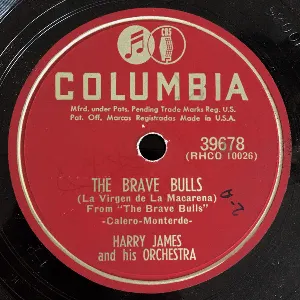 CBS
COLUMBIA
Mfrd. under Pats. Pending Trade Marks Reg. U.S.
Pat. Off. Marcas Registradas Made in U.S.A.
39678
(RHCO 10026)
THE BRAVE BULLS
(La Virgen de La Macarena)
From "The Brave Bulls"
-Calero-Monterde-
HARRY JAMES
and his ORCHESTRA